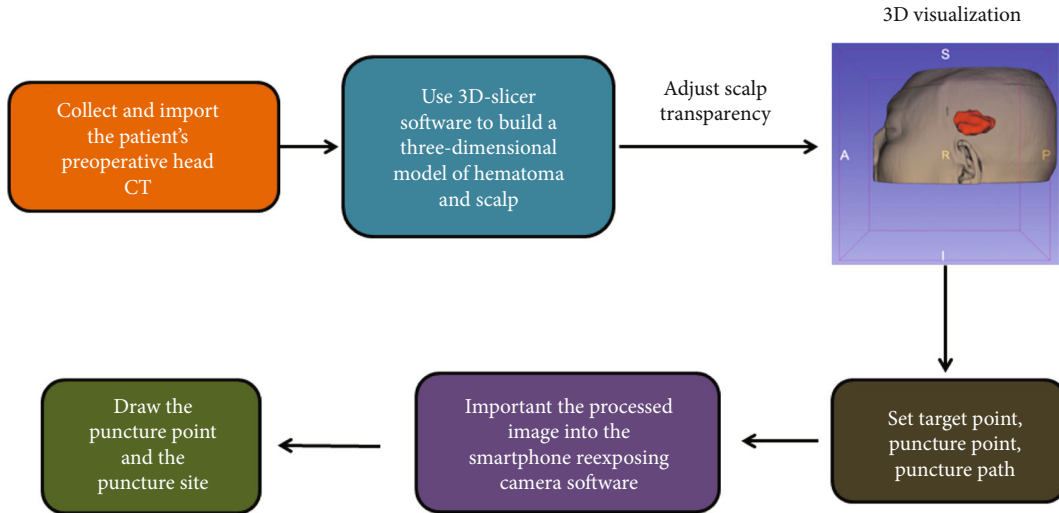 Collect and import
the patient's
preoperative head
CT
Use 3D-slicer
software to build a
three-dimensional
model of hematoma
and scalp
Adjust scalp
transparency
3D visualization
S
A
R
P
I
Set target point,
puncture point,
puncture path
Important the processed
image into the
smartphone reexposing
camera software
Draw the
puncture point
and the
puncture site